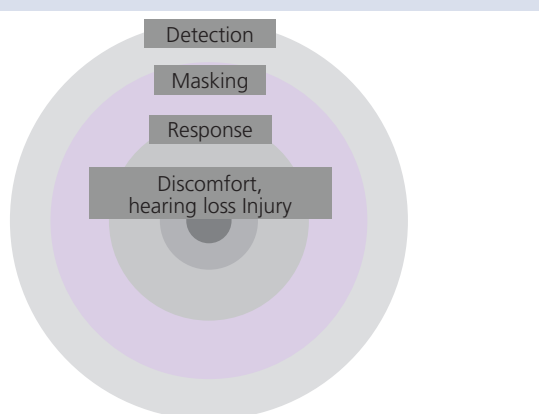 Detection
Masking
Response
Discomfort,
hearing loss Injury